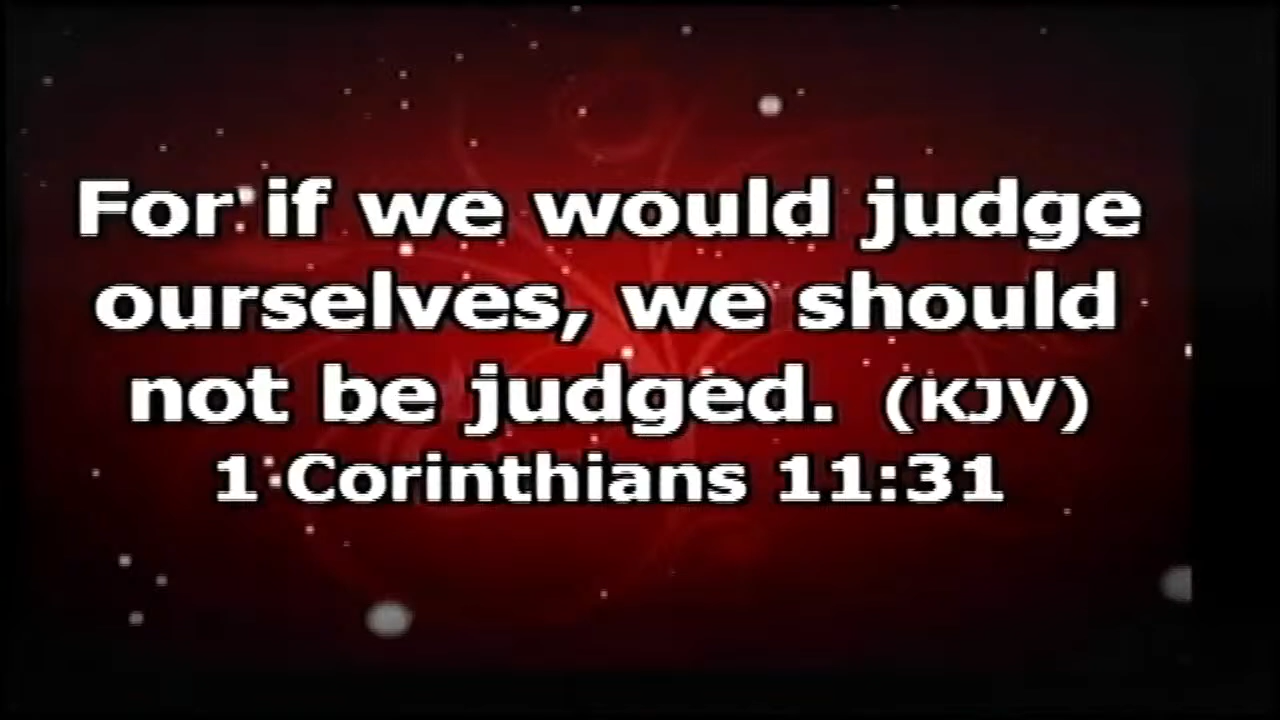 For if we would judge
ourselves, we should
not be judged. (KJV)
1 Corinthians 11:31